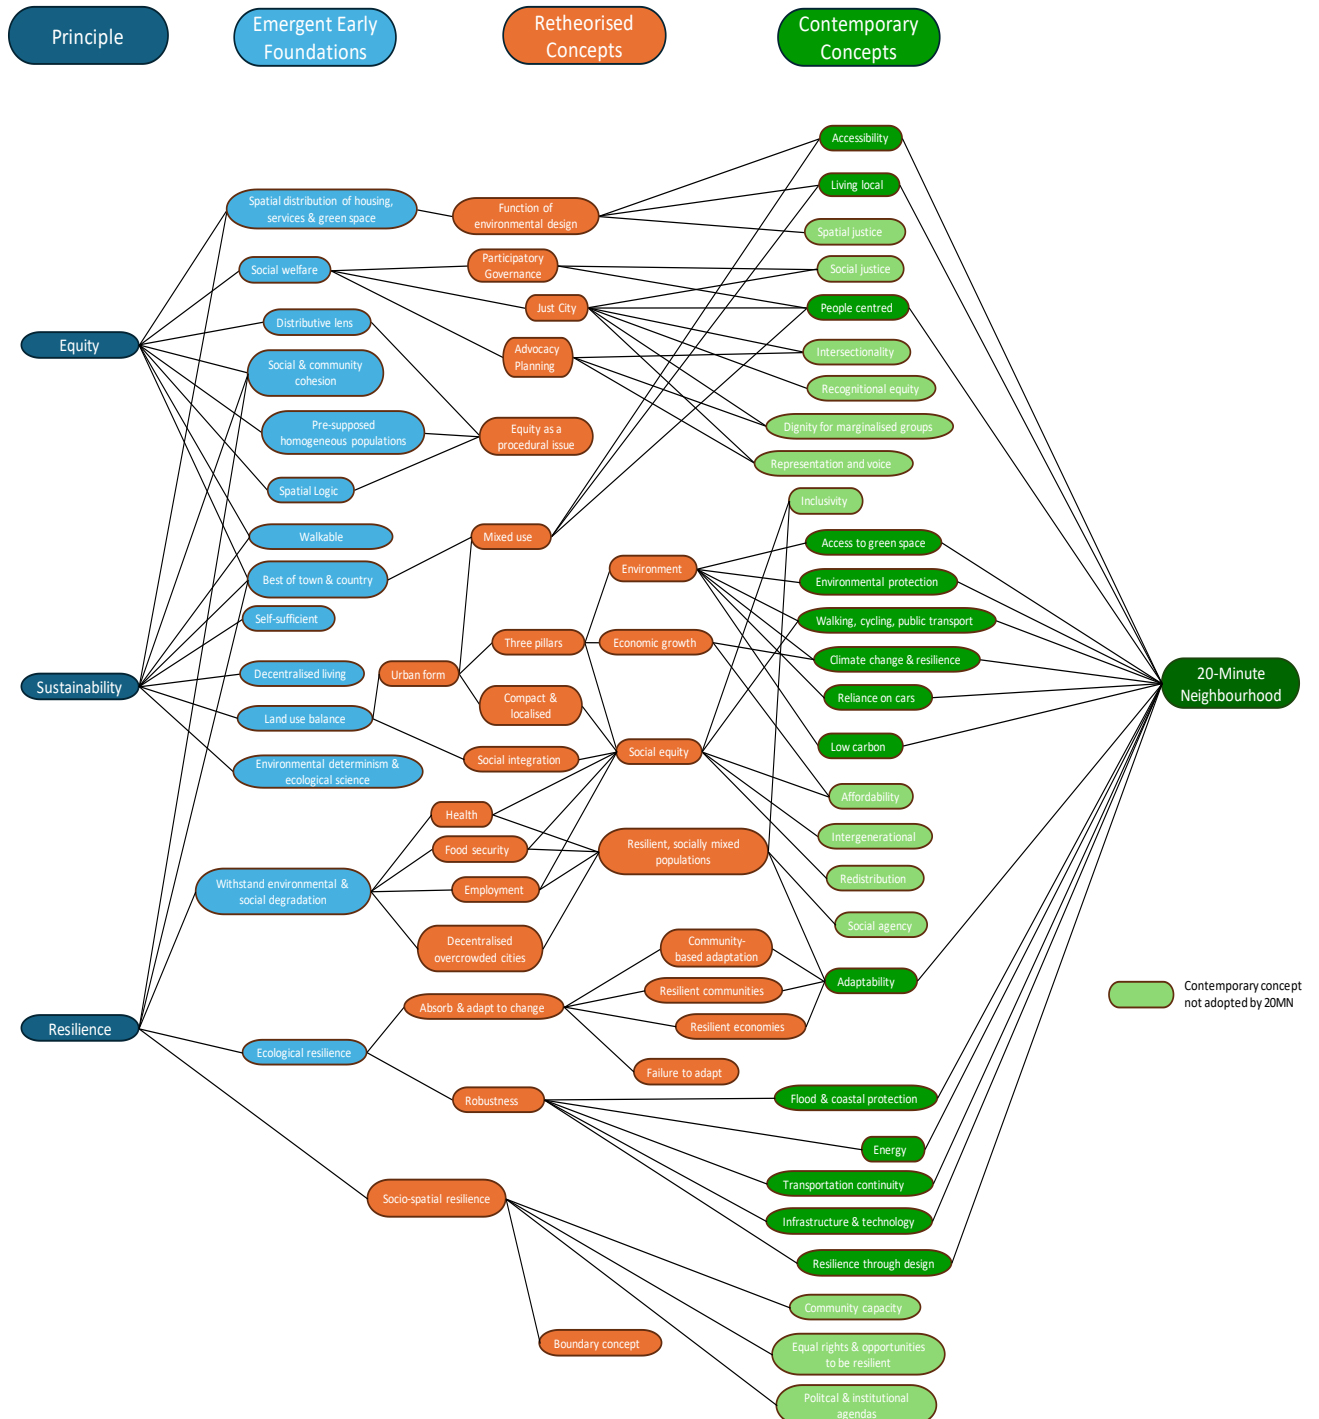 Principle
Emergent Early
Foundations
Retheorised
Concepts
Contemporary
Concepts
Accessibility
Living local
Spatial distribution of housing,
services & green space
Function of
environmental design
Spatial justice
Social welfare
Participatory
Governance
Social justice
Just City
People centred
Distributive lens
Equity
Advocacy
Planning
Intersectionality
Social & community
cohesion
Recognitional equity
Pre-supposed
homogeneous populations
Equity as a
procedural issue
Dignity for marginalised groups
Representation and voice
Spatial Logic
Inclusivity
Walkable
Mixed use
Access to green space
Best of town & country
Environment
Environmental protection
Self-sufficient
Walking, cycling, public transport
Three pillars
Economic growth
Decentralised living
Urban form
Climate change & resilience
Sustainability
20-Minute
Neighbourhood
Compact &
localised
Reliance on cars
Land use balance
Low carbon
Social integration
Social equity
Environmental determinism &
ecological science
Affordability
Health
Intergenerational
Food security
Resilient, socially mixed
populations
Redistribution
Withstand environmental &
social degradation
Employment
Social agency
Decentralised
overcrowded cities
Community-
based adaptation
Adaptability
Resilient communities
Contemporary concept
not adopted by 20MN
Absorb & adapt to change
Resilient economies
Resilience
Ecological resilience
Failure to adapt
Robustness
Flood & coastal protection
Energy
Transportation continuity
Socio-spatial resilience
Infrastructure & technology
Resilience through design
Community capacity
Boundary concept
Equal rights & opportunities
to be resilient
Politcal & institutional
agendas